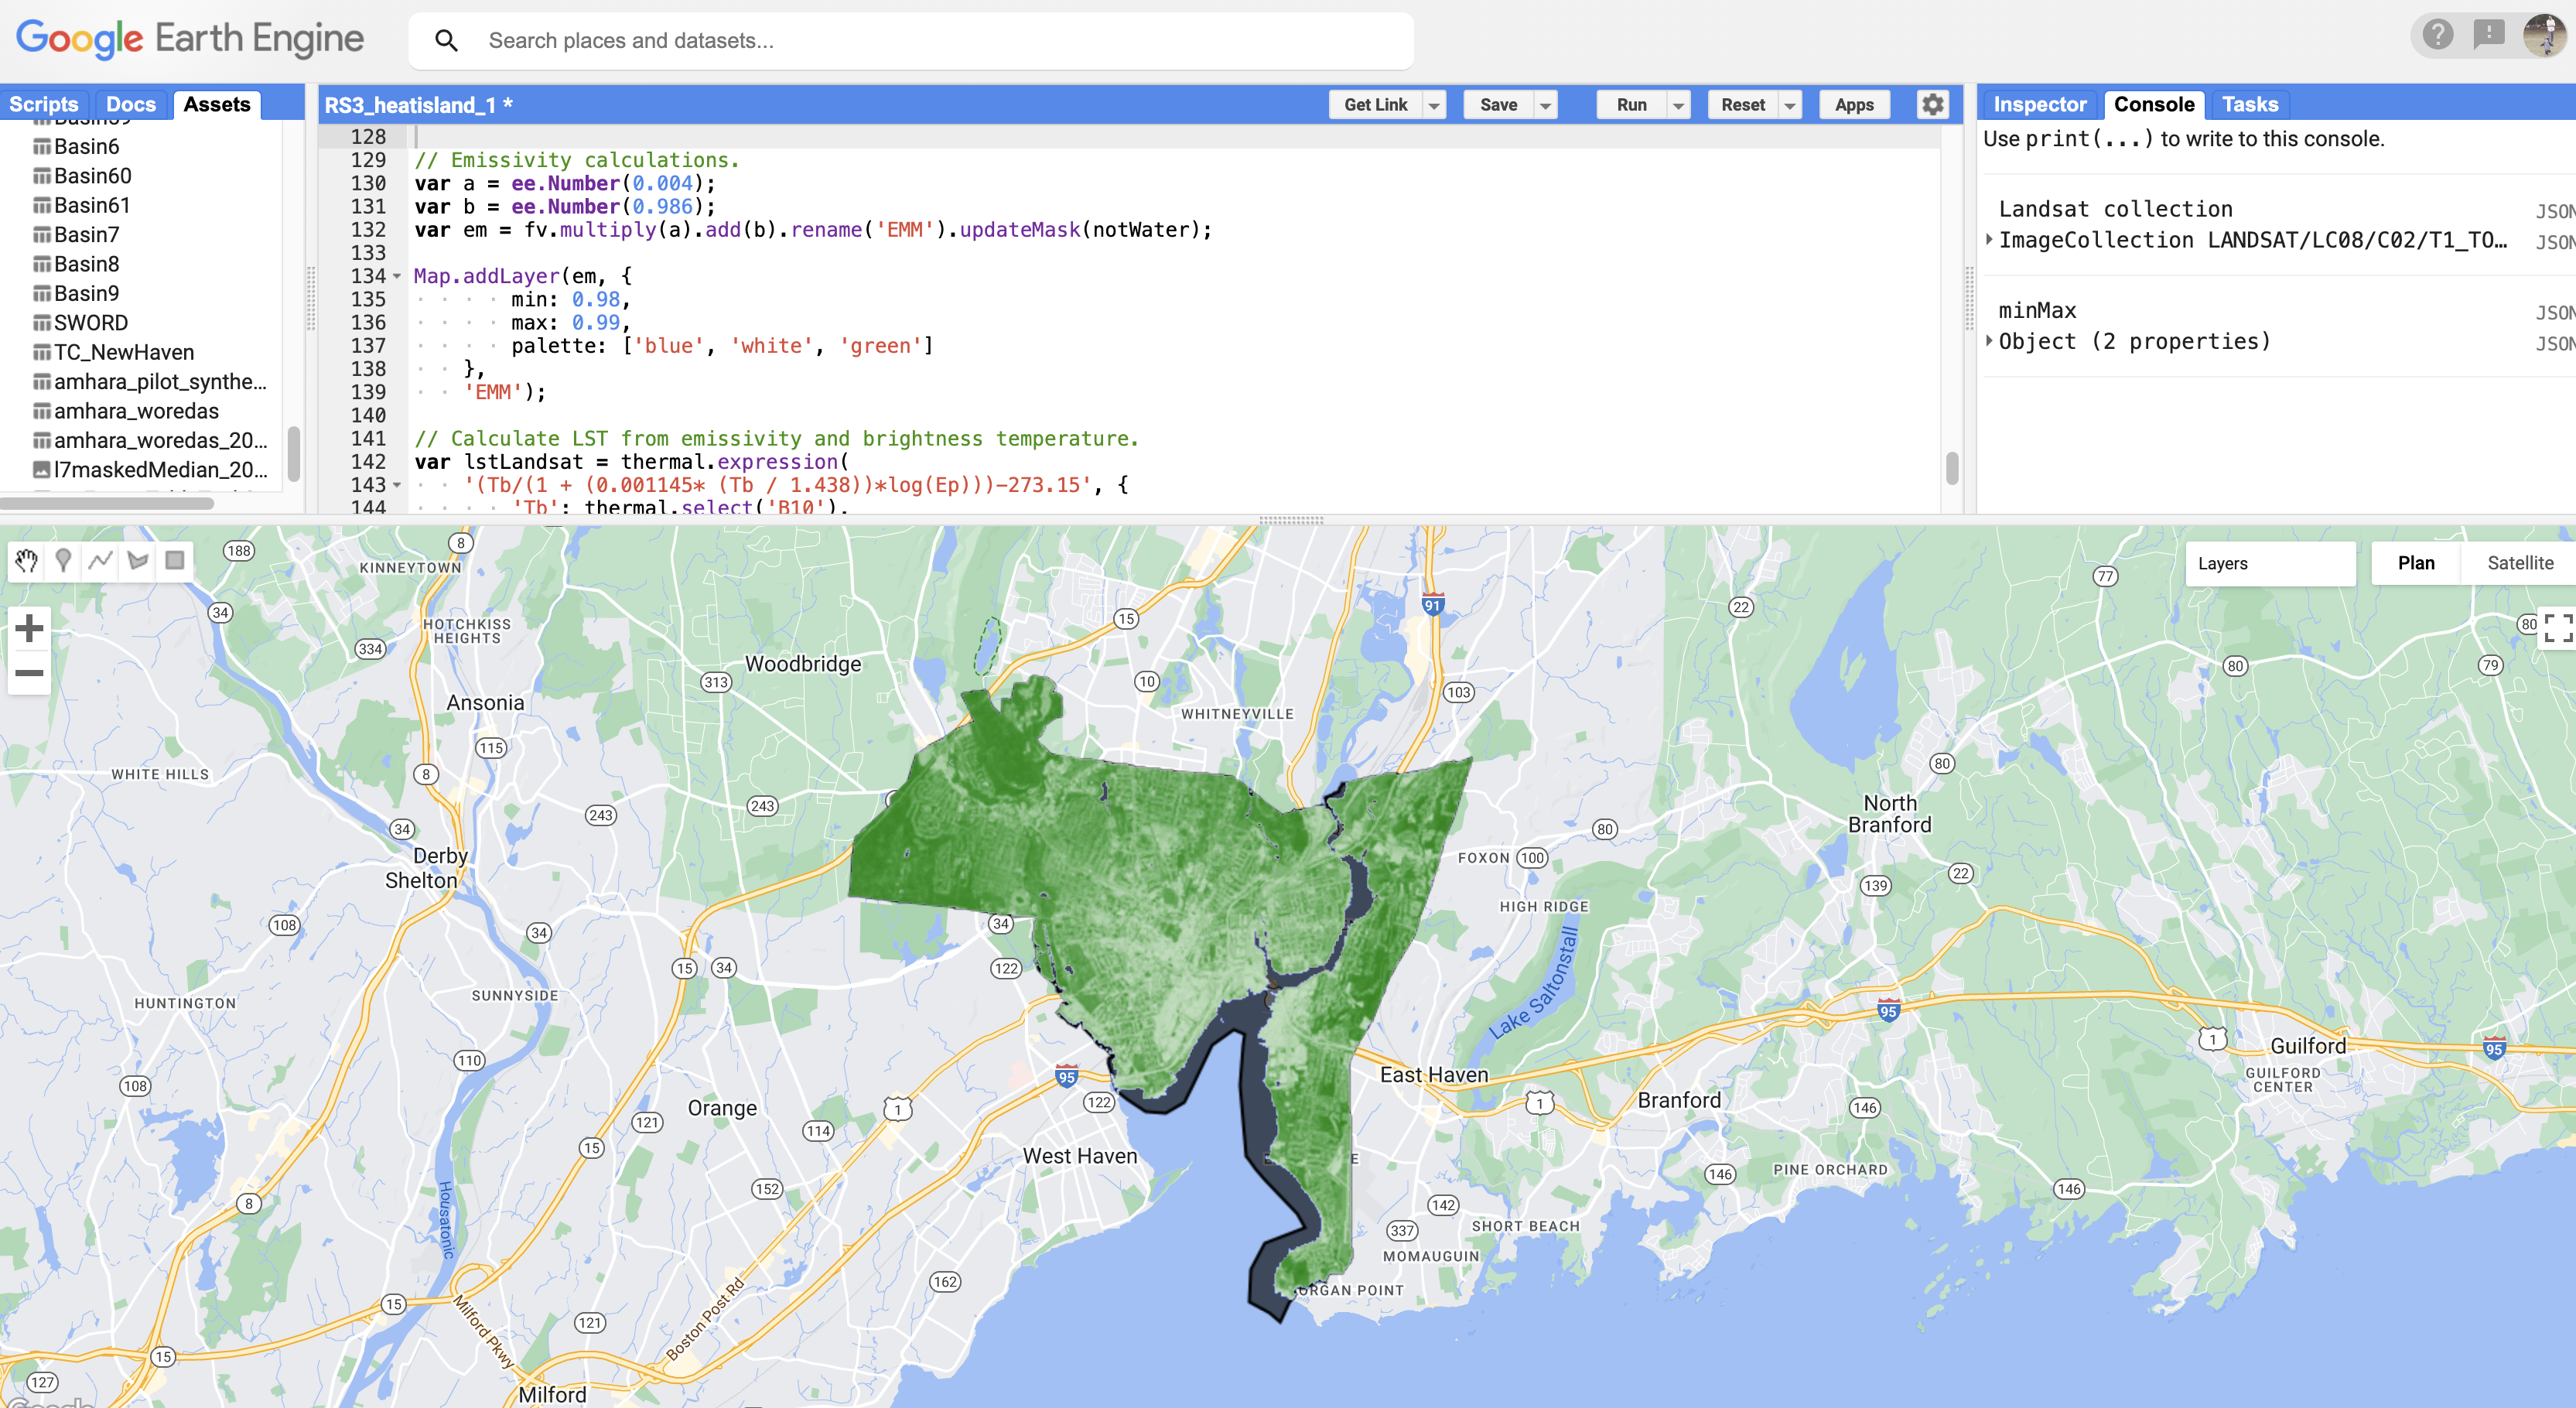 Google Earth Engine
Search places and datasets...
Scripts
Docs
Assets
Basin6
Basin60
Basin61
Basin7
Basin8
Basin9
SWORD
TC_NewHaven
amhara_pilot_synthe...
amhara_woredas
amhara_woredas_20...
l7maskedMedian_20...
RS3_heatisland_1 *
Get Link
Save
Run
Reset
Apps
128
129 // Emissivity calculations.
130 var a = ee.Number(0.004);
131 var b = ee.Number(0.986);
132 var em = fv.multiply(a).add(b).rename('EMM').updateMask(notWater);
133
134 Map.addLayer(em, {
135 min: 0.98,
136 max: 0.99,
137 palette: ['blue', 'white', 'green']
138 },
139 'EMM');
140
141 // Calculate LST from emissivity and brightness temperature.
142 var lstLandsat = thermal.expression(
143 '(Tb/(1 + (0.001145* (Tb / 1.438))*log(Ep)))-273.15', {
144 'Tb': thermal.select('B10'),
Inspector
Console
Tasks
Use print(...) to write to this console.
Landsat collection
JSON
ImageCollection LANDSAT/LC08/C02/T1_TO...
JSON
minMax
JSON
Object (2 properties)
JSON
Layers
Plan
Satellite
188
8
KINNEYTOWN
34
HOTCHKISS
HEIGHTS
334
15
91
22
77
80
80
79
Woodbridge
313
10
103
Ansonia
WHITNEYVILLE
115
WHITE HILLS
8
80
243
243
North
Branford
34
80
Derby
Shelton
FOXON
100
22
139
HIGH RIDGE
108
34
34
15
34
122
Lake Saltonstall
HUNTINGTON
SUNNYSIDE
95
1
Guilford
95
GUILFORD
CENTER
110
108
95
East Haven
122
Orange
1
114
121
1
Branford
146
15
West Haven
E
PINE ORCHARD
146
152
146
8
Housatonic
142
337
SHORT BEACH
MOMAUGUIN
162
ORGAN POINT
15
121
Milford Pkwy
Boston Post Rd
15
127
Milford
Google